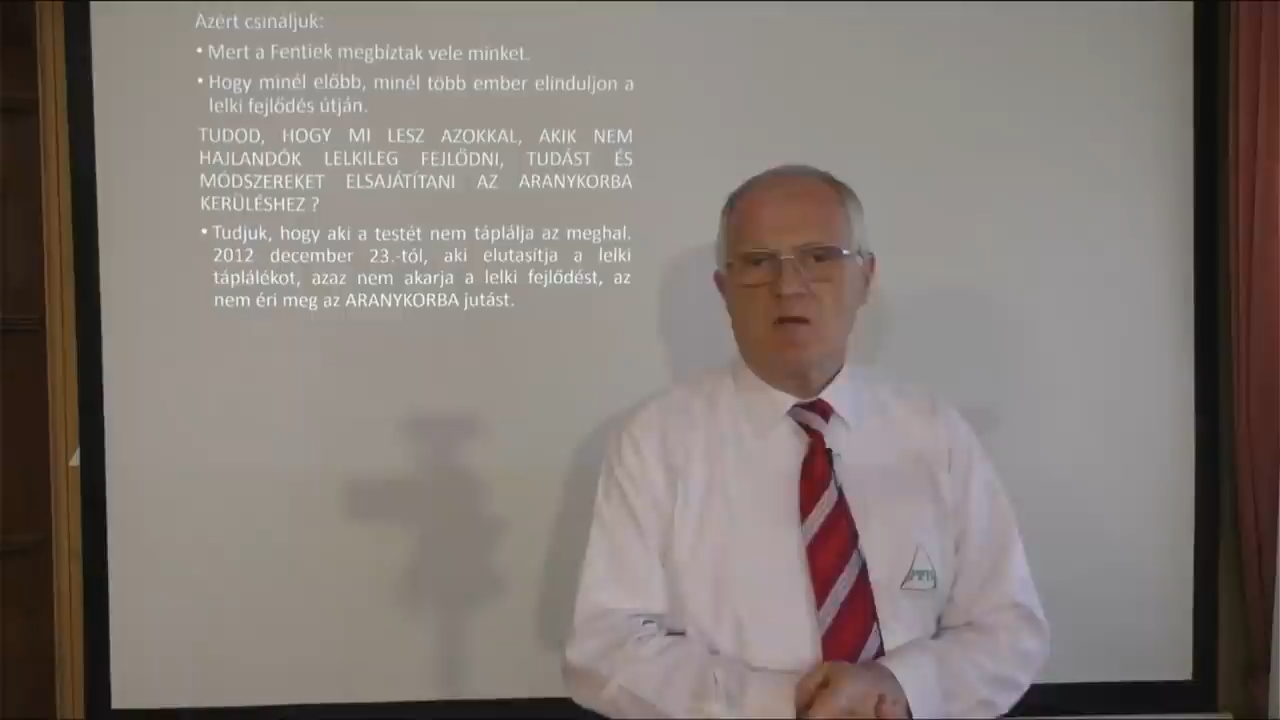 Azért csináljuk:
• Mert a Fentiek megbíztak vele minket.
• Hogy minél előbb, minél több ember elinduljon a
lelki fejlődés útján.
TUDOD, HOGY MI LESZ AZOKKAL, AKIK NEM
HAJLANDÓK LELKILEG FEJLŐDNI, TUDÁST ÉS
MÓDSZEREKET ELSAJÁTÍTANI AZ ARANYKORBA
KERÜLÉSHEZ ?
• Tudjuk, hogy aki a testét nem táplálja az meghal.
2012 december 23.-tól, aki elutasítja a lelki
táplálékot, azaz nem akarja a lelki fejlődést, az
nem éri meg az ARANYKORBA jutást.